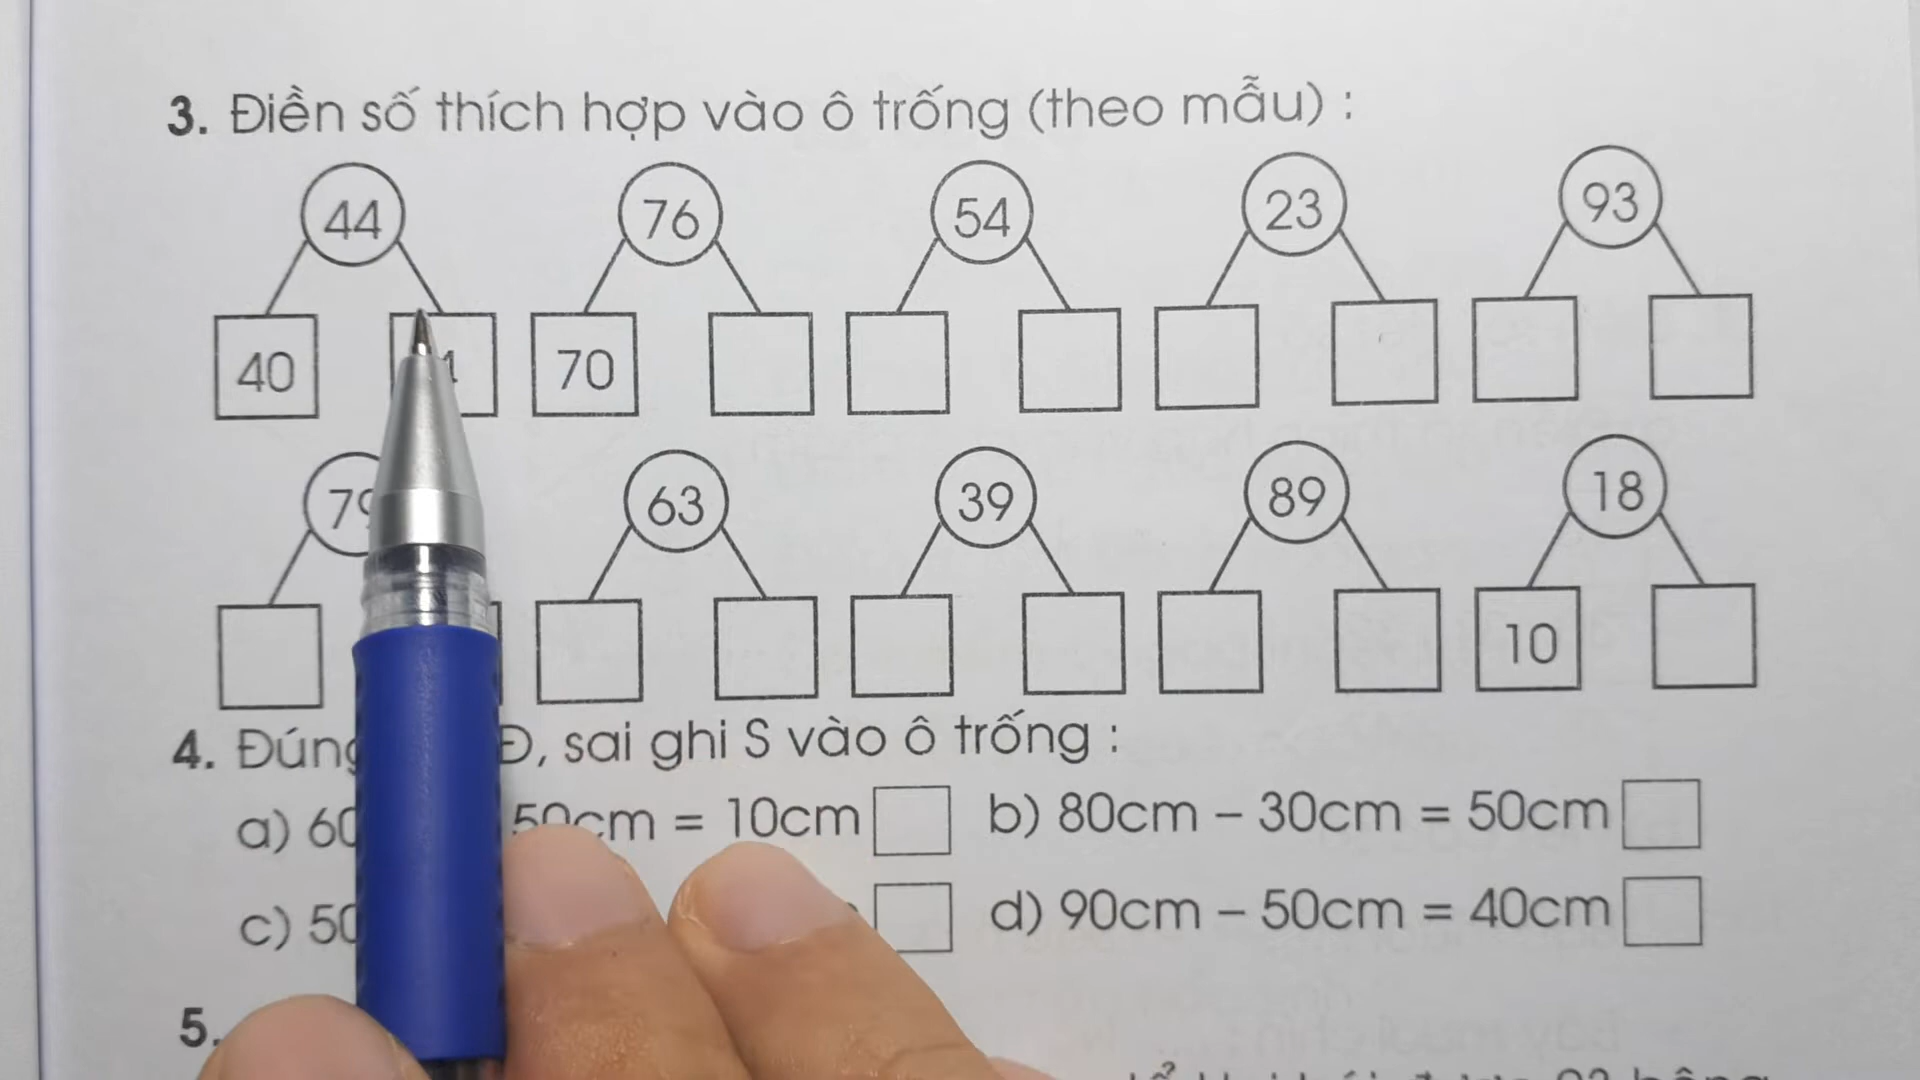 3. Điền số thích hợp vào ô trống (theo mẫu) :
44 76 54 23 93
40 70
79 63 39 89 18
10
4. Đúng Đ, sai ghi S vào ô trống :
a) 60 50cm = 10cm b) 80cm – 30cm = 50cm
c) 50 d) 90cm – 50cm = 40cm
5.